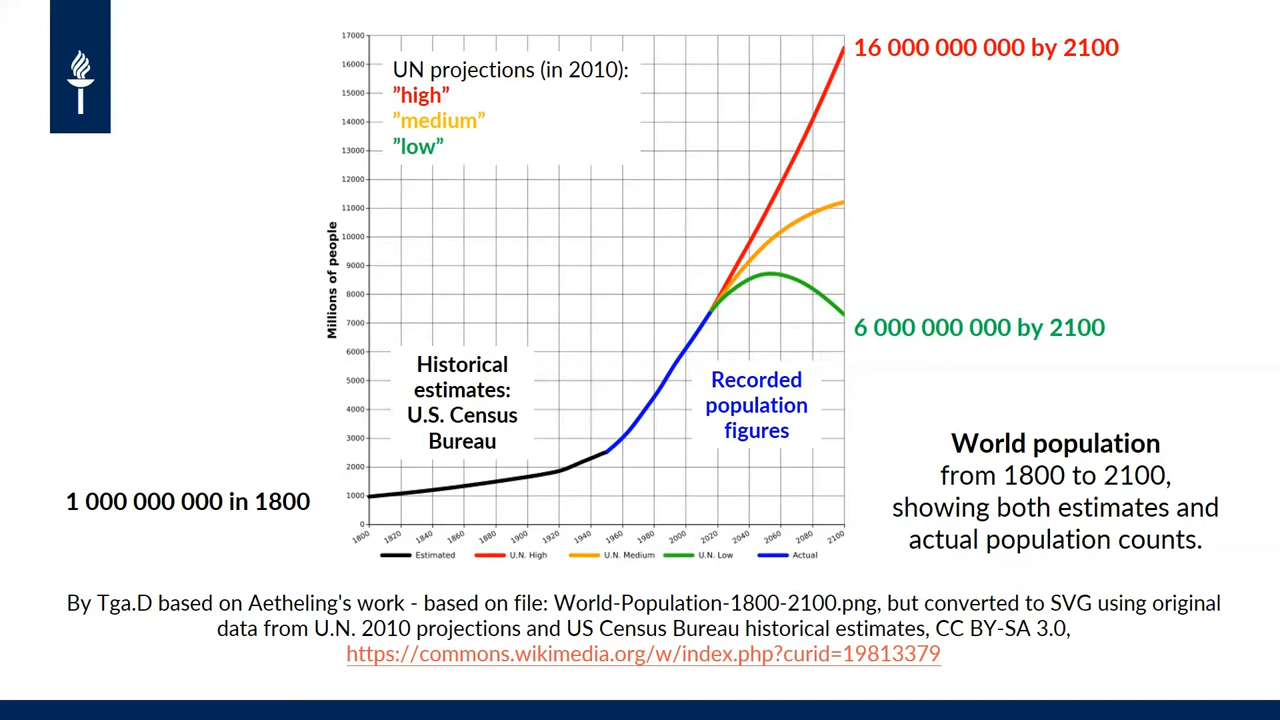 16 000 000 000 by 2100
UN projections (in 2010):
”high”
”medium”
”low”
17000
16000
15000
14000
13000
12000
11000
10000
9000
8000
7000
6000
5000
4000
3000
2000
1000
0
Millions of people
6 000 000 000 by 2100
Historical
estimates:
U.S. Census
Bureau
Recorded
population
figures
1 000 000 000 in 1800
World population
from 1800 to 2100,
showing both estimates and
actual population counts.
1800 1820 1840 1860 1880 1900 1920 1940 1960 1980 2000 2020 2040 2060 2080 2100
Estimated U.N. High U.N. Medium U.N. Low Actual
By Tga.D based on Aetheling's work - based on file: World-Population-1800-2100.png, but converted to SVG using original
data from U.N. 2010 projections and US Census Bureau historical estimates, CC BY-SA 3.0,
https://commons.wikimedia.org/w/index.php?curid=19813379